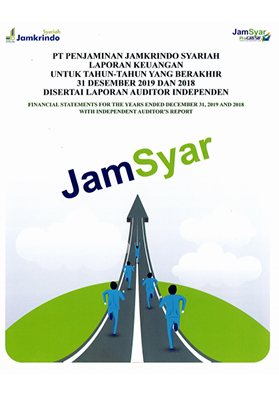 Syariah
Jamkrindo
JamSyar
PT PENJAMINAN JAMKRINDO SYARIAH
LAPORAN KEUANGAN
UNTUK TAHUN-TAHUN YANG BERAKHIR
31 DESEMBER 2019 DAN 2018
DISERTAI LAPORAN AUDITOR INDEPENDEN
FINANCIAL STATEMENTS FOR THE YEARS ENDED DECEMBER 31, 2019 AND 2018
WITH INDEPENDENT AUDITOR'S REPORT
JamSyar